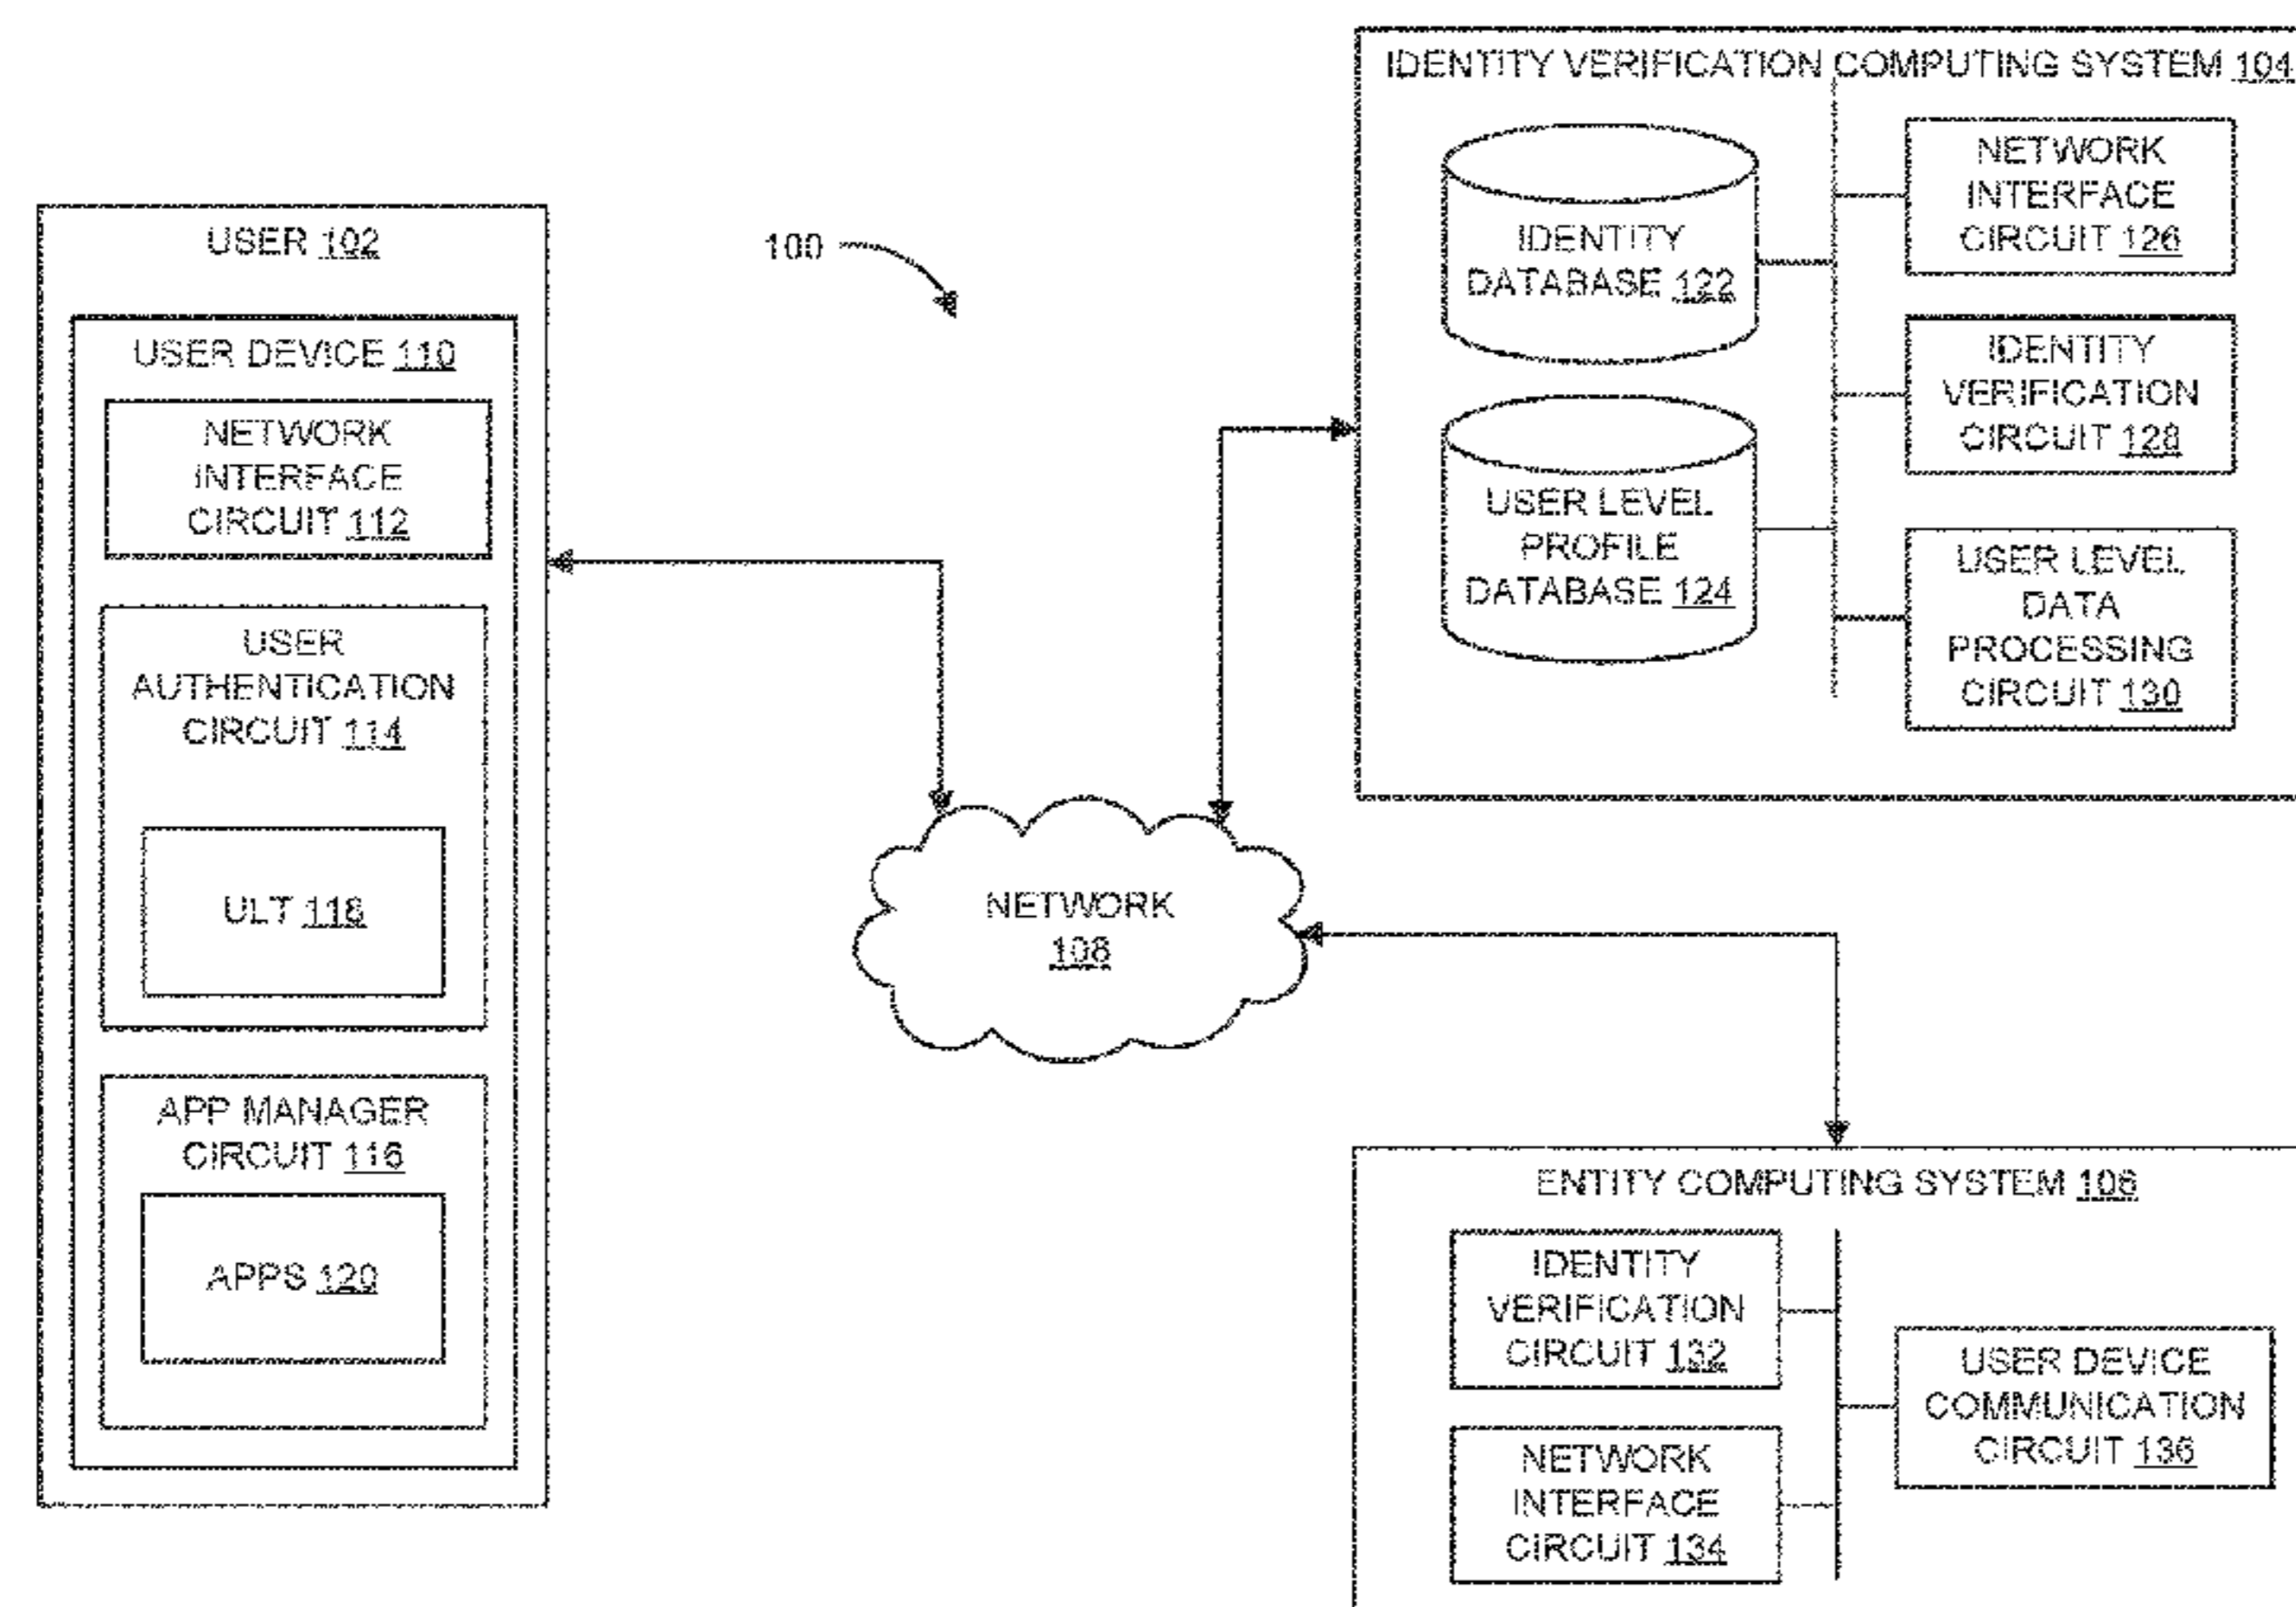 USER 102
USER DEVICE 110
NETWORK
INTERFACE
CIRCUIT 112
USER
AUTHENTICATION
CIRCUIT 114
ULT 118
APP MANAGER
CIRCUIT 116
APPS 120
100
NETWORK
108
IDENTITY VERIFICATION COMPUTING SYSTEM 104
IDENTITY
DATABASE 122
USER LEVEL
PROFILE
DATABASE 124
NETWORK
INTERFACE
CIRCUIT 126
IDENTITY
VERIFICATION
CIRCUIT 128
USER LEVEL
DATA
PROCESSING
CIRCUIT 130
ENTITY COMPUTING SYSTEM 106
IDENTITY
VERIFICATION
CIRCUIT 132
NETWORK
INTERFACE
CIRCUIT 134
USER DEVICE
COMMUNICATION
CIRCUIT 136